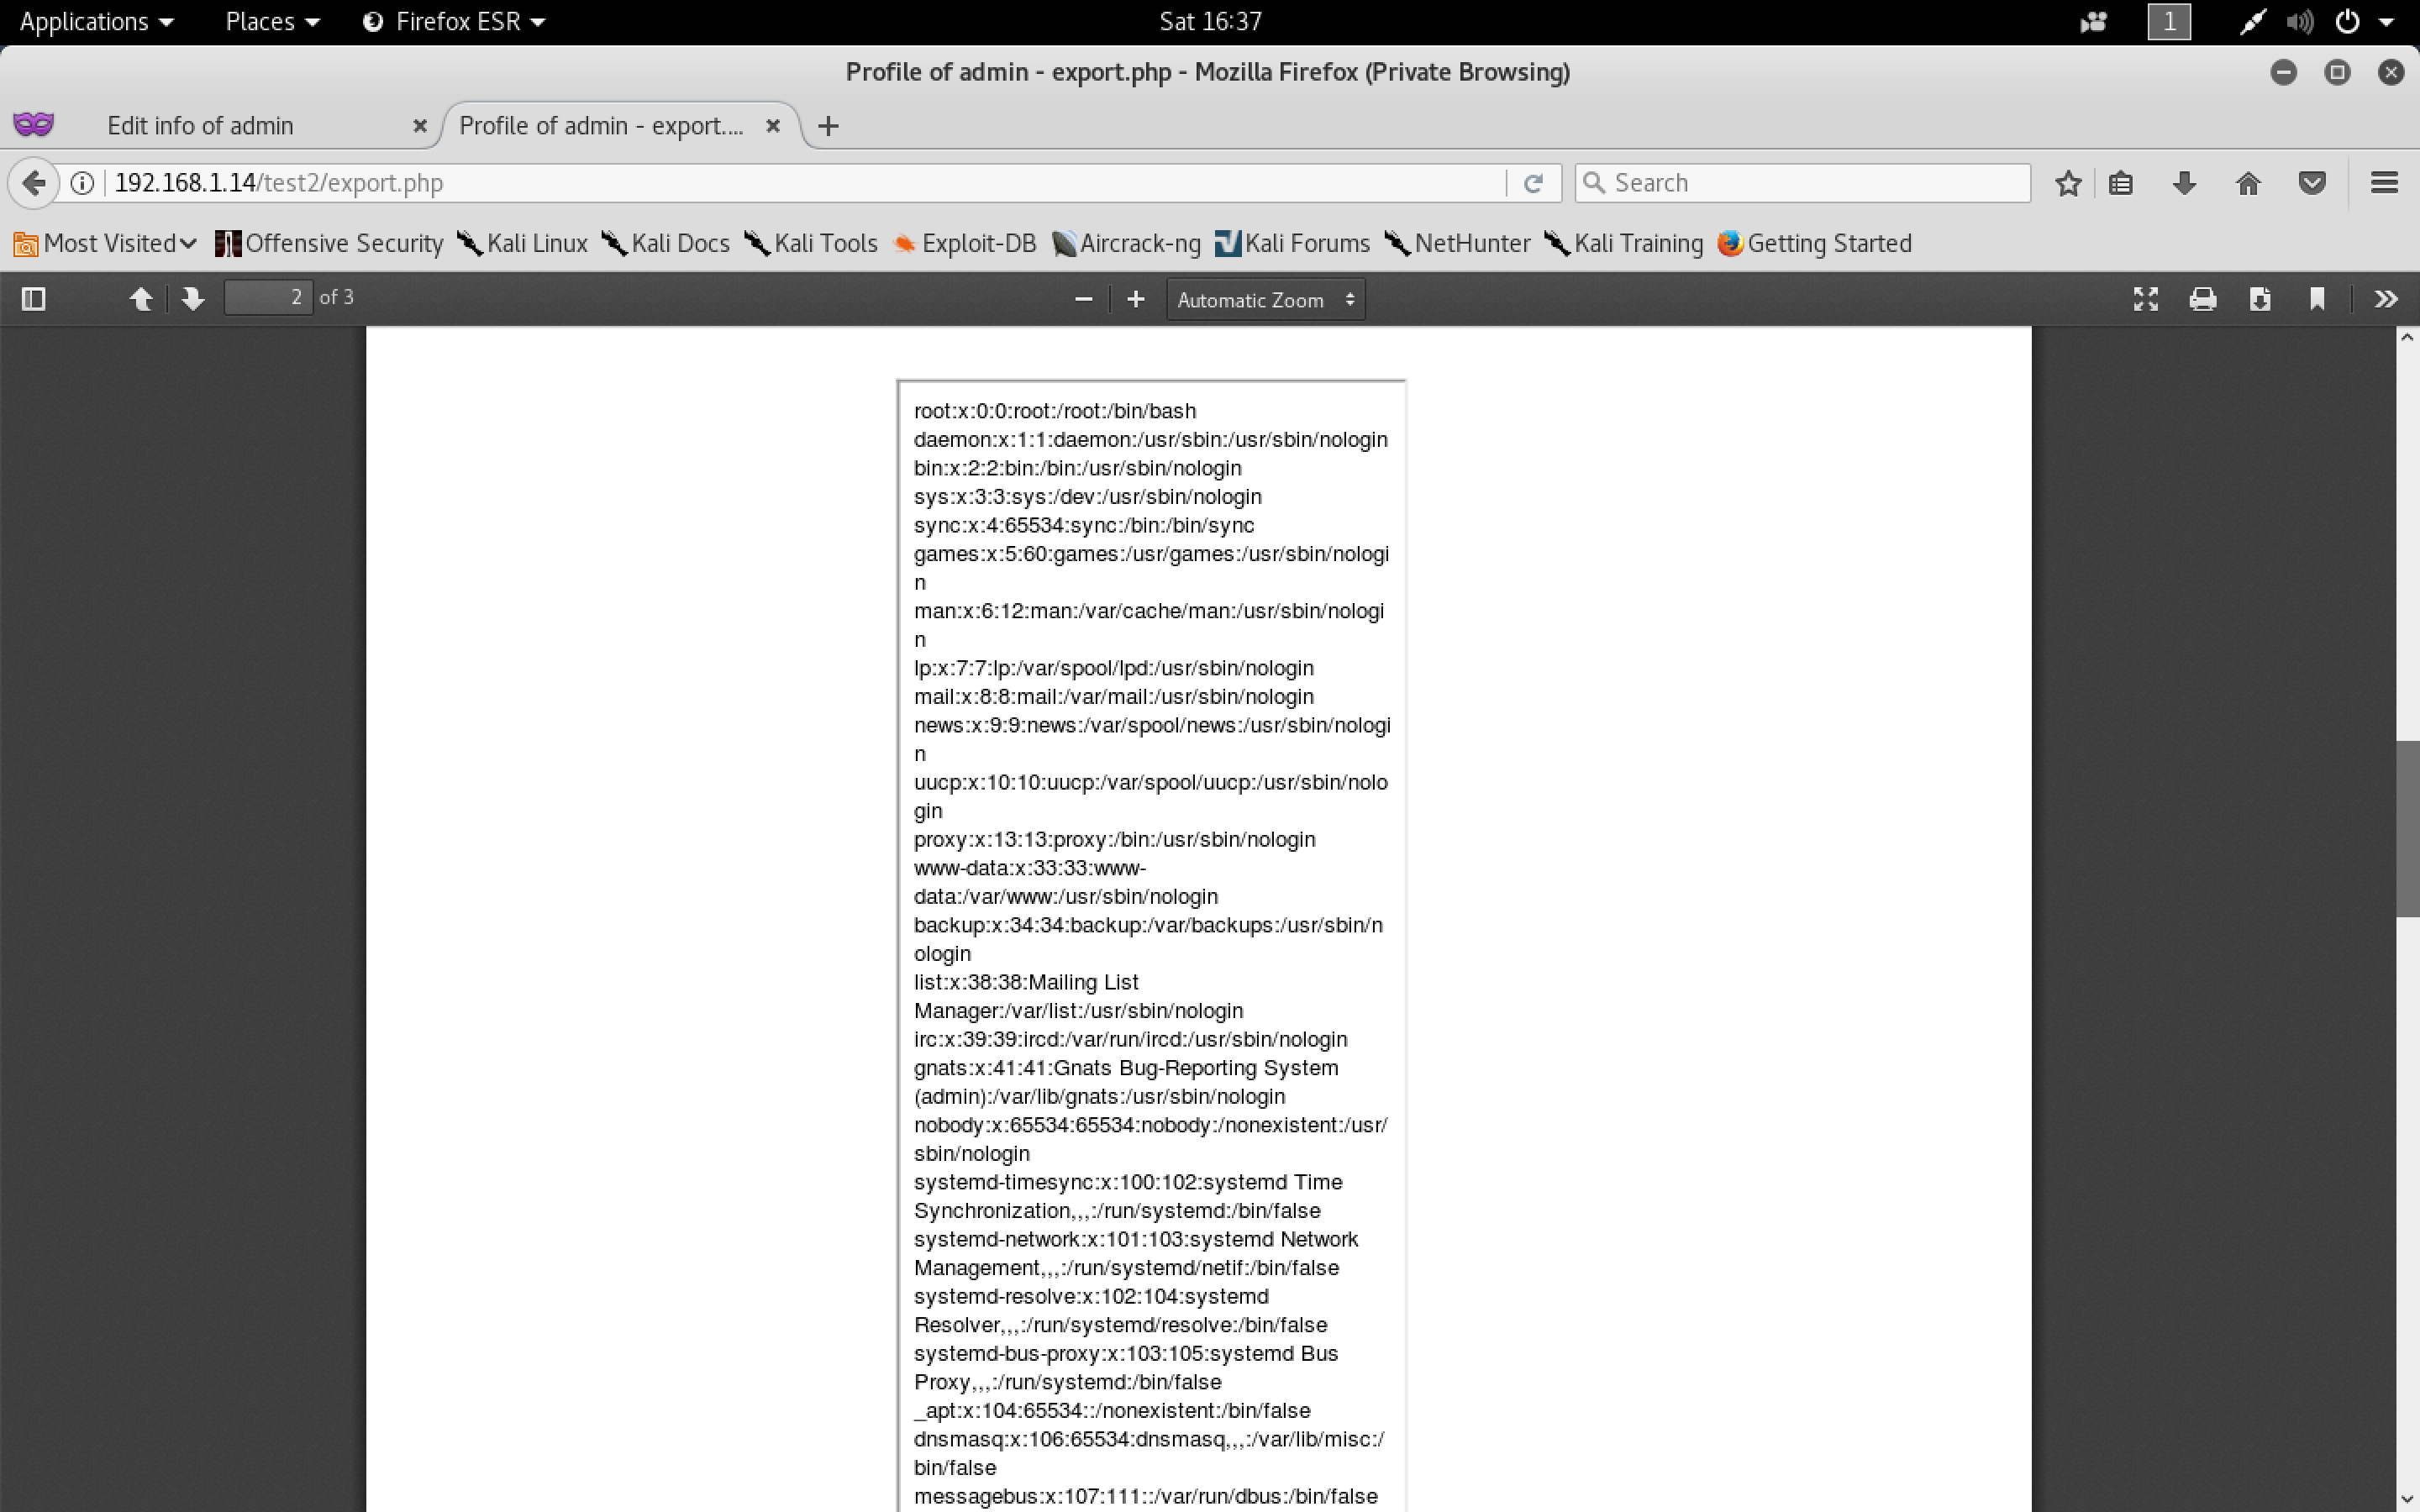 Applications Places Firefox ESR Sat 16:37 1
Profile of admin - export.php - Mozilla Firefox (Private Browsing)
Edit info of admin Profile of admin - export....
192.168.1.14/test2/export.php Search
Most Visited Offensive Security Kali Linux Kali Docs Kali Tools Exploit-DB Aircrack-ng Kali Forums NetHunter Kali Training Getting Started
2 of 3 Automatic Zoom
root:x:0:0:root:/root:/bin/bash
daemon:x:1:1:daemon:/usr/sbin:/usr/sbin/nologin
bin:x:2:2:bin:/bin:/usr/sbin/nologin
sys:x:3:3:sys:/dev:/usr/sbin/nologin
sync:x:4:65534:sync:/bin:/bin/sync
games:x:5:60:games:/usr/games:/usr/sbin/nologi
n
man:x:6:12:man:/var/cache/man:/usr/sbin/nologi
n
lp:x:7:7:lp:/var/spool/lpd:/usr/sbin/nologin
mail:x:8:8:mail:/var/mail:/usr/sbin/nologin
news:x:9:9:news:/var/spool/news:/usr/sbin/nologi
n
uucp:x:10:10:uucp:/var/spool/uucp:/usr/sbin/nolo
gin
proxy:x:13:13:proxy:/bin:/usr/sbin/nologin
www-data:x:33:33:www-
data:/var/www:/usr/sbin/nologin
backup:x:34:34:backup:/var/backups:/usr/sbin/n
ologin
list:x:38:38:Mailing List
Manager:/var/list:/usr/sbin/nologin
irc:x:39:39:ircd:/var/run/ircd:/usr/sbin/nologin
gnats:x:41:41:Gnats Bug-Reporting System
(admin):/var/lib/gnats:/usr/sbin/nologin
nobody:x:65534:65534:nobody:/nonexistent:/usr/
sbin/nologin
systemd-timesync:x:100:102:systemd Time
Synchronization,,,:/run/systemd:/bin/false
systemd-network:x:101:103:systemd Network
Management,,,:/run/systemd/netif:/bin/false
systemd-resolve:x:102:104:systemd
Resolver,,,:/run/systemd/resolve:/bin/false
systemd-bus-proxy:x:103:105:systemd Bus
Proxy,,,:/run/systemd:/bin/false
_apt:x:104:65534::/nonexistent:/bin/false
dnsmasq:x:106:65534:dnsmasq,,,:/var/lib/misc:/
bin/false
messagebus:x:107:111::/var/run/dbus:/bin/false